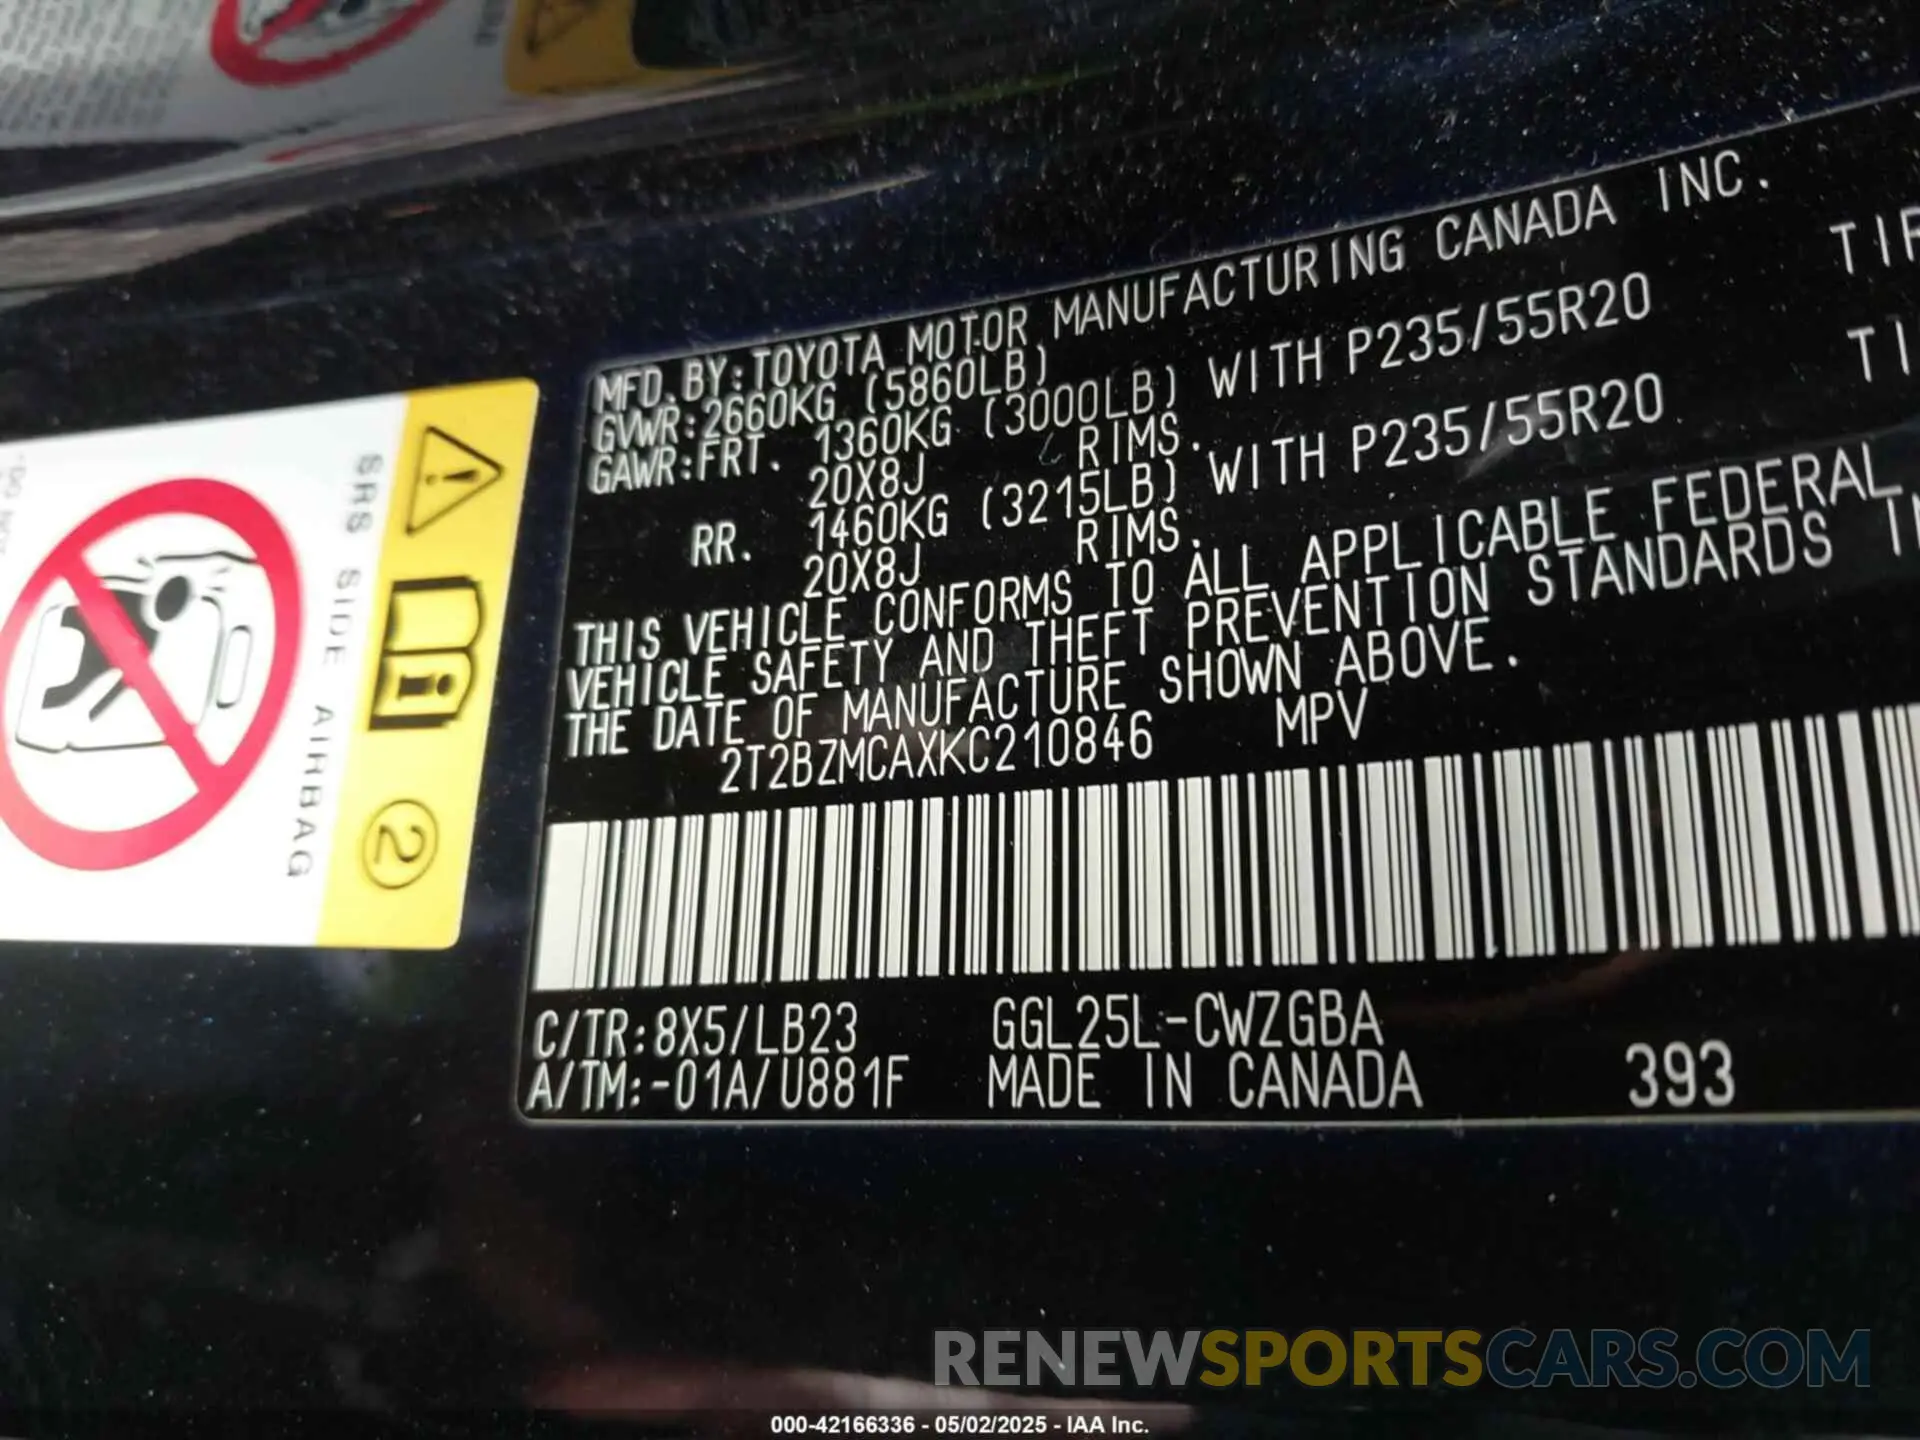 MFD. BY: TOYOTA MOTOR MANUFACTURING CANADA INC.
GVWR: 2660KG (5860LB)
GAWR: FRT. 1360KG (3000LB) WITH P235/55R20
20X8J RIMS.
RR. 1460KG (3215LB) WITH P235/55R20
20X8J RIMS.
THIS VEHICLE CONFORMS TO ALL APPLICABLE FEDERAL
VEHICLE SAFETY AND THEFT PREVENTION STANDARDS
THE DATE OF MANUFACTURE SHOWN ABOVE.
2T2BZMCAXKC210846 MPV
C/TR: 8X5/LB23 GGL25L-CWZGBA
A/TM: -01A/U881F MADE IN CANADA 393
SRS SIDE AIRBAG
2
RENEWSPORTSCARS.COM
000-42166336 - 05/02/2025 - IAA Inc.